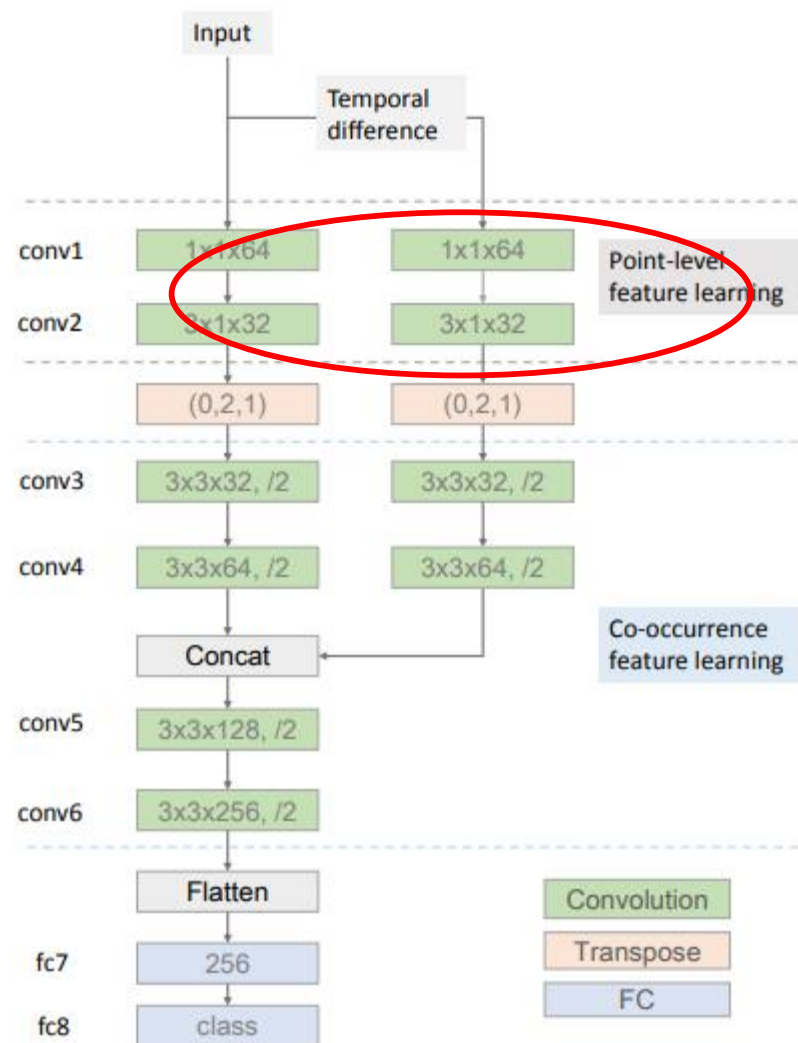 Input
Temporal
difference
conv1
1x1x64
1x1x64
Point-level
feature learning
conv2
3x1x32
3x1x32
(0,2,1)
(0,2,1)
conv3
3x3x32, /2
3x3x32, /2
conv4
3x3x64, /2
3x3x64, /2
Concat
Co-occurrence
feature learning
conv5
3x3x128, /2
conv6
3x3x256, /2
Flatten
Convolution
fc7
256
Transpose
fc8
class
FC